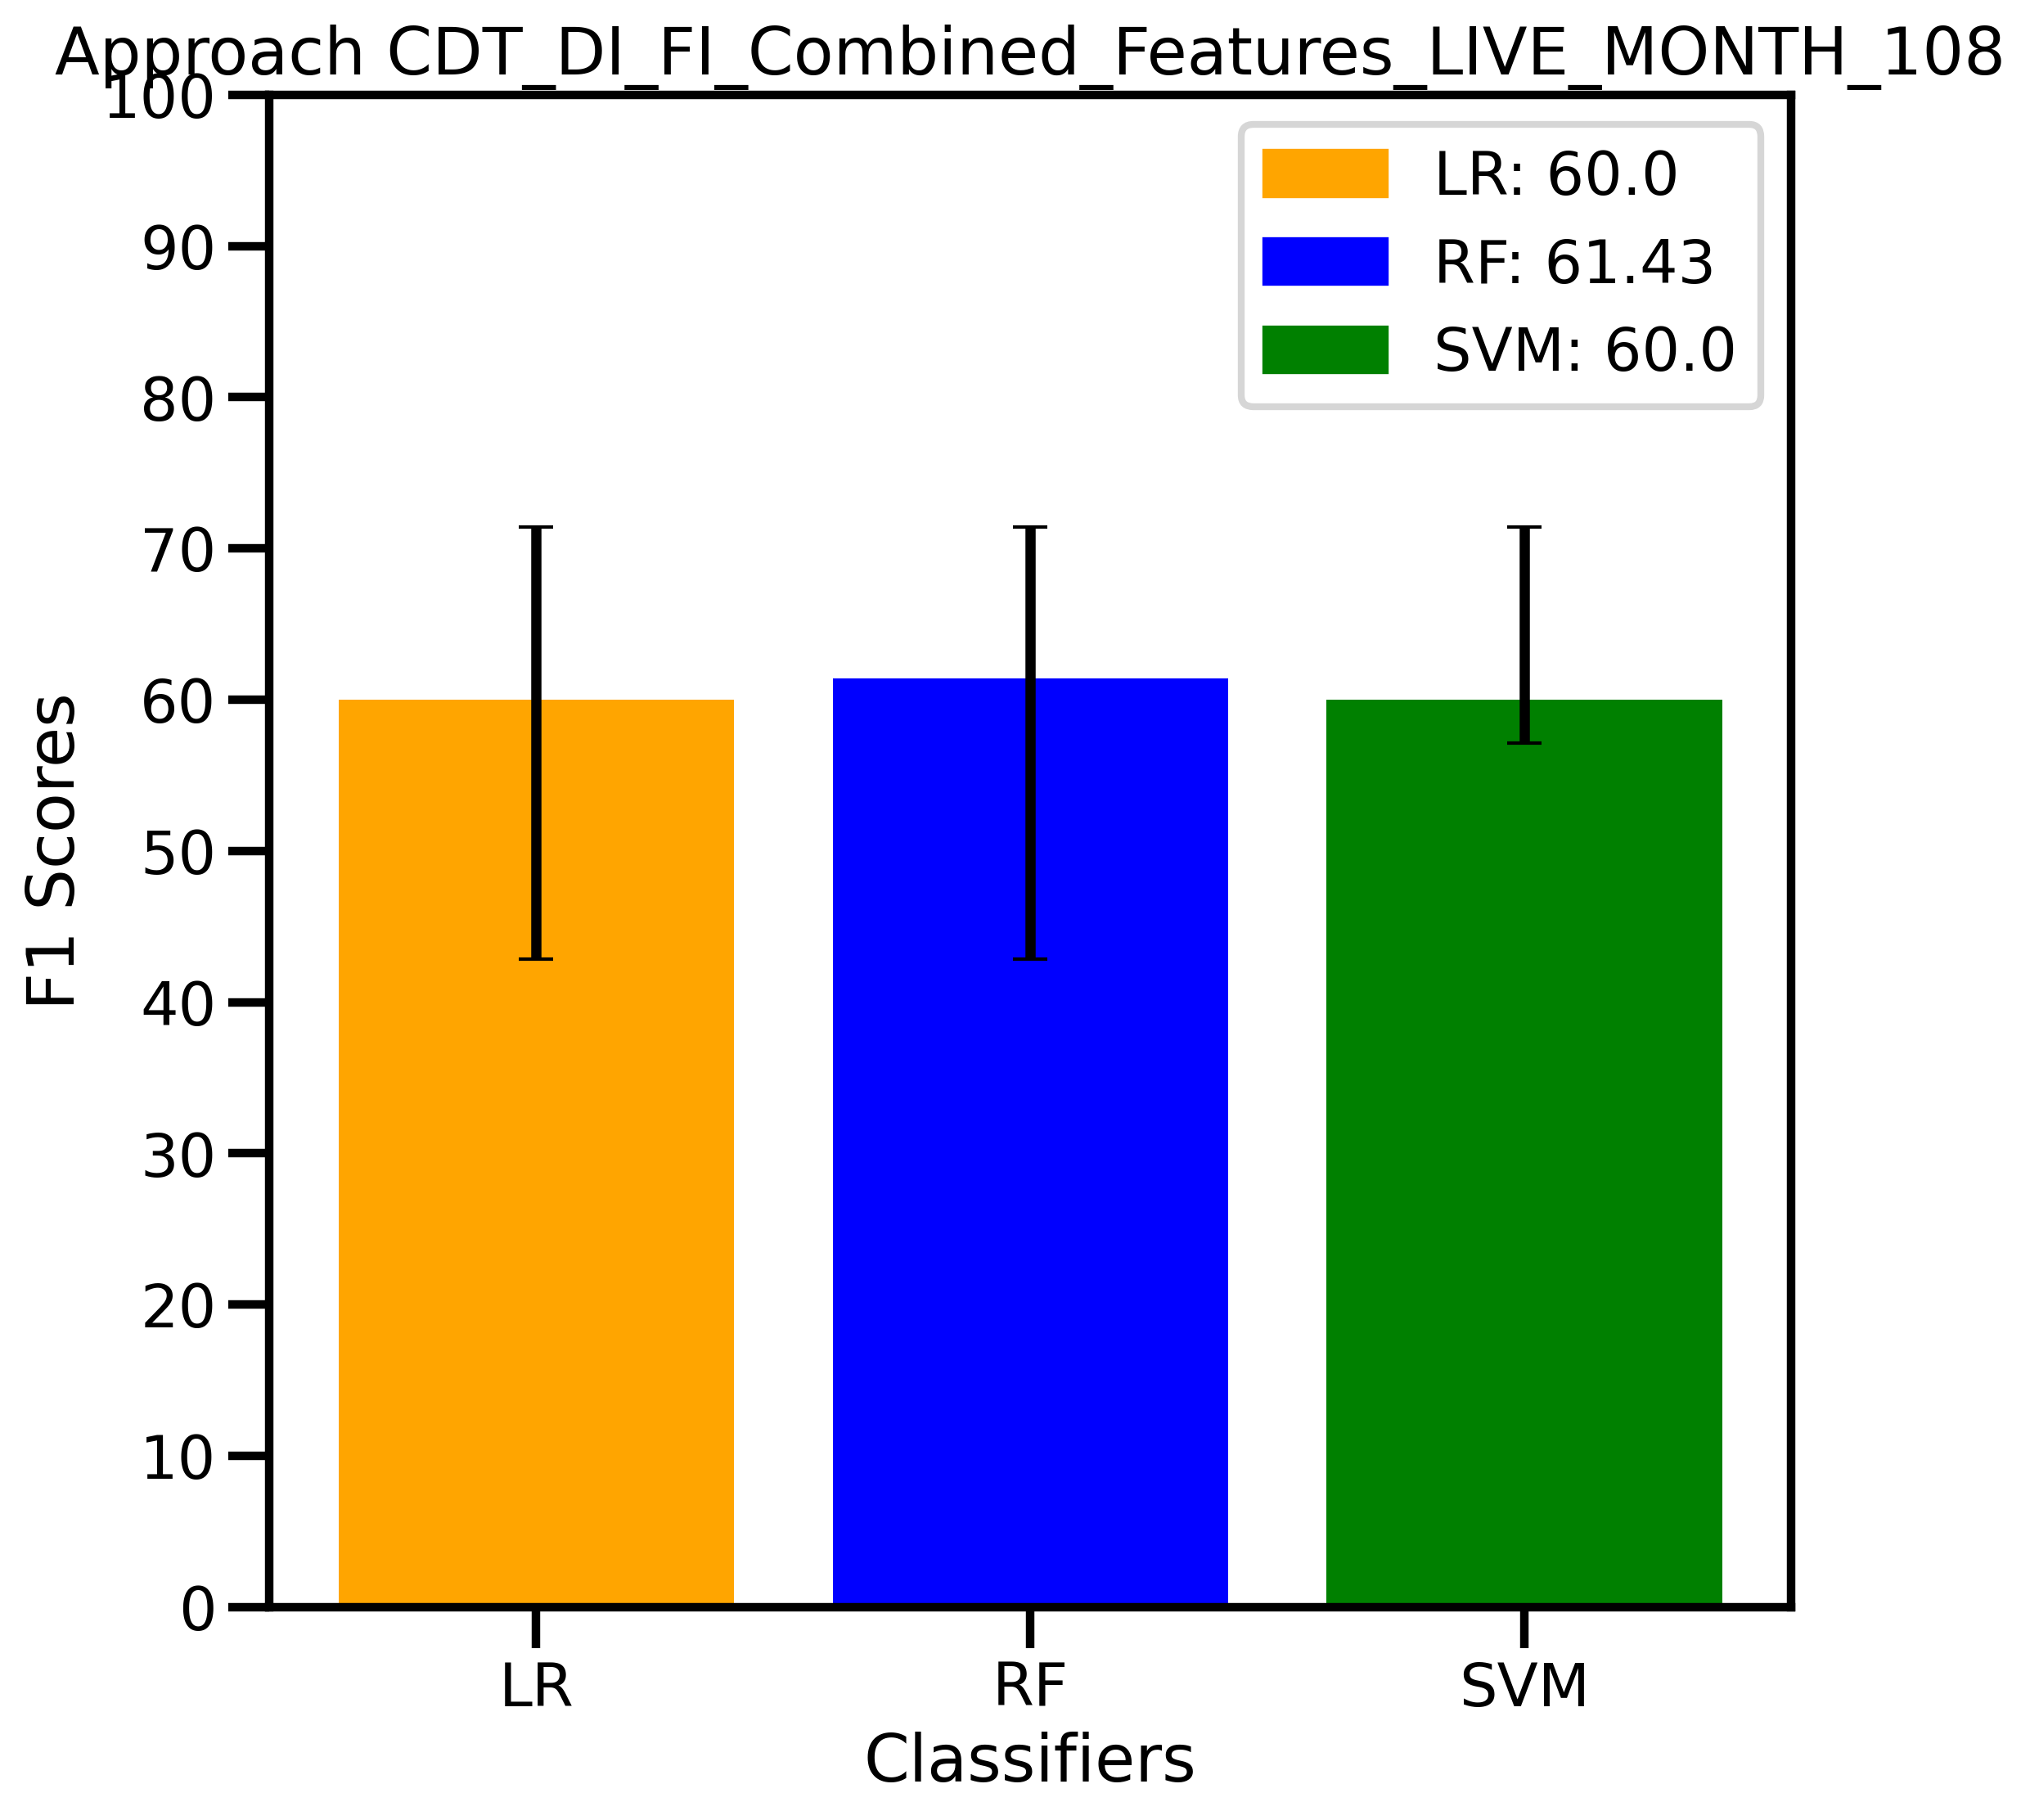 Approach CDT_DI_FI_Combined_Features_LIVE_MONTH_108
LR: 60.0
RF: 61.43
SVM: 60.0
F1 Scores
100
90
80
70
60
50
40
30
20
10
0
LR
RF
SVM
Classifiers